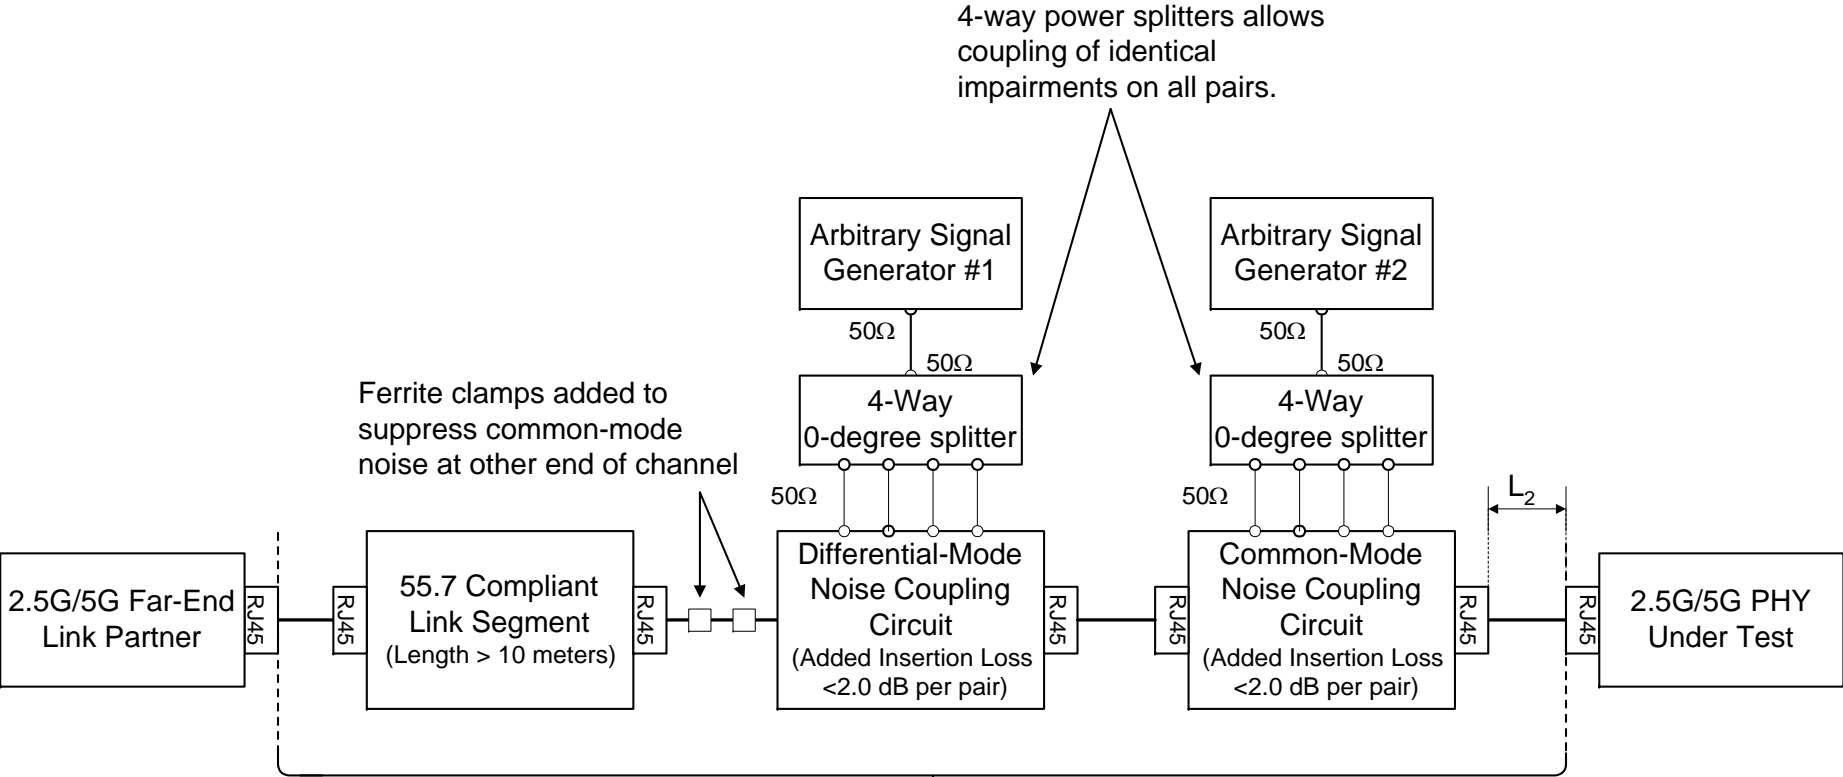 4-way power splitters allows
coupling of identical
impairments on all pairs.
Arbitrary Signal
Generator #1
Arbitrary Signal
Generator #2
50Ω
50Ω
50Ω
50Ω
Ferrite clamps added to
suppress common-mode
noise at other end of channel
4-Way
0-degree splitter
4-Way
0-degree splitter
50Ω
50Ω
L2
2.5G/5G Far-End
Link Partner
RJ45
RJ45
55.7 Compliant
Link Segment
(Length > 10 meters)
RJ45
Differential-Mode
Noise Coupling
Circuit
(Added Insertion Loss
<2.0 dB per pair)
RJ45
RJ45
Common-Mode
Noise Coupling
Circuit
(Added Insertion Loss
<2.0 dB per pair)
RJ45
RJ45
2.5G/5G PHY
Under Test